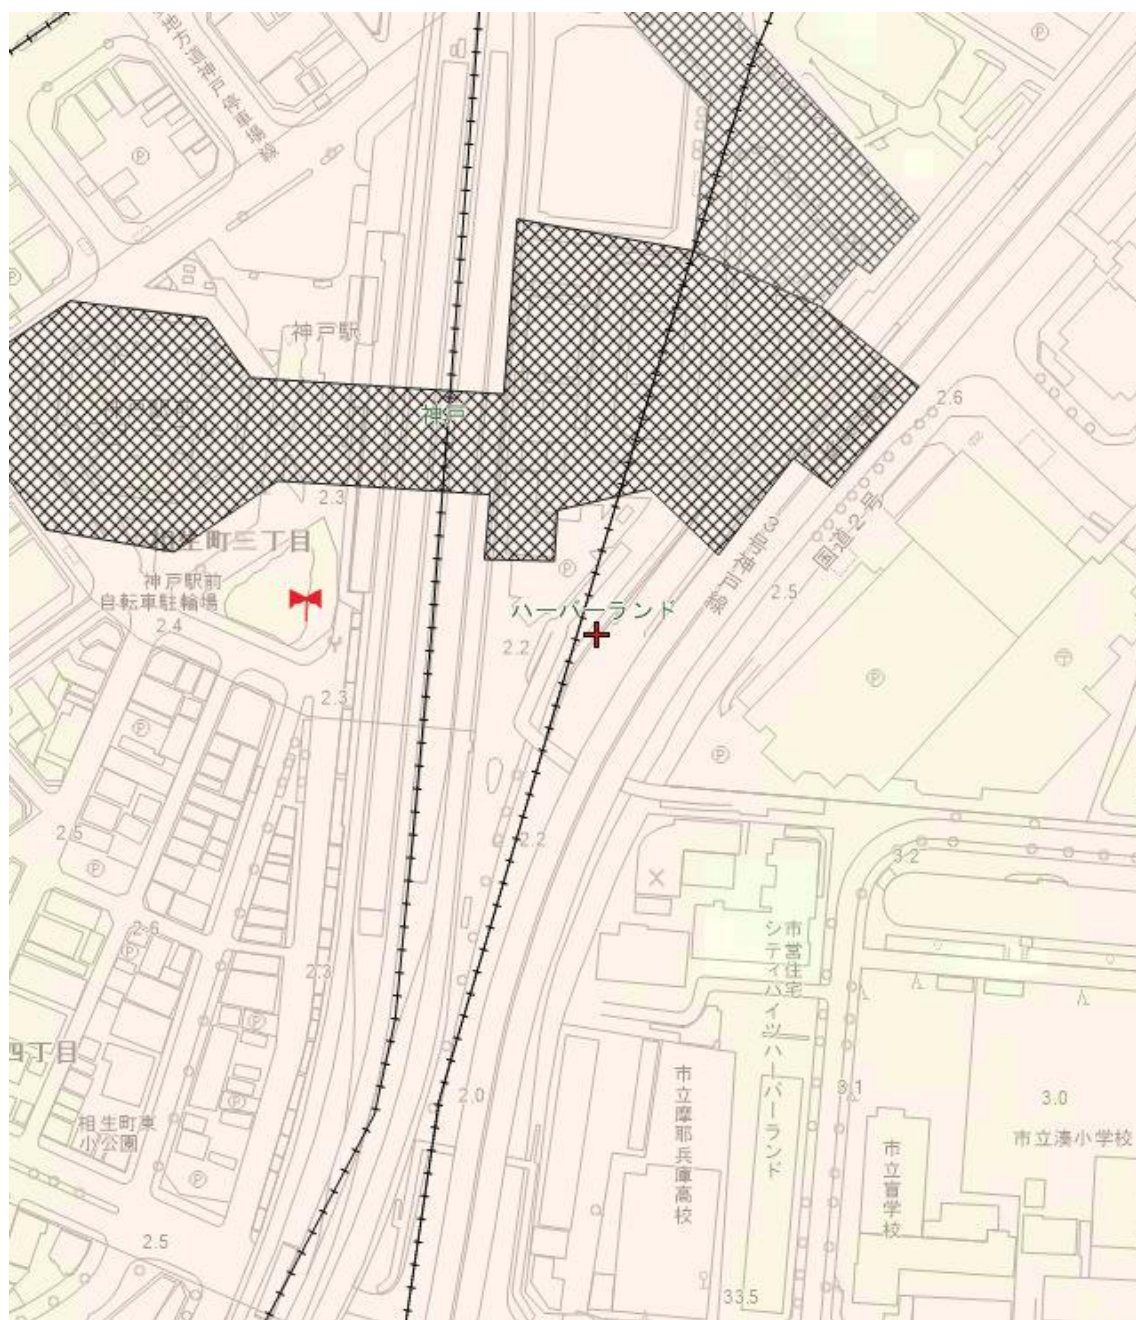 神戸駅
2.6
神戸
2.3
相生町三丁目
3号神戸線
国道2号
神戸駅前
自転車駐輪場
ハーバーランド
2.5
2.4
2.2
2.3
2.5
2.2
3.2
2.6
市営住宅
シティハイツハーバーランド
2.3
四丁目
市立摩耶兵庫高校
2.0
3.1
3.0
相生町東
小公園
市立湊小学校
市立盲学校
2.5
33.5
P
P
P
P
P
P
P
P
P
P
P
P